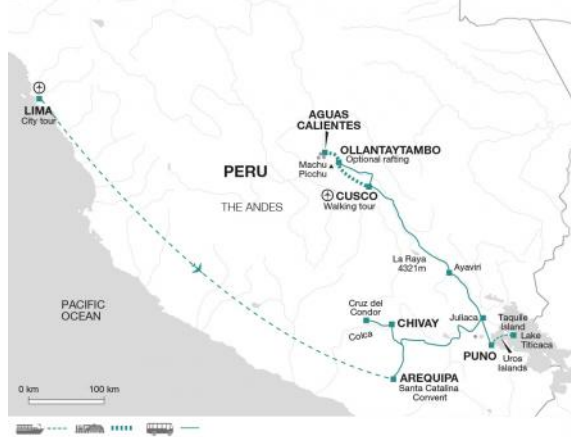 LIMA
City tour
AGUAS
CALIENTES
OLLANTAYTAMBO
Optional rafting
Machu
Picchu
PERU
CUSCO
Walking tour
THE ANDES
La Raya
4321m
Ayaviri
PACIFIC
OCEAN
Cruz del
Condor
CHIVAY
Colca
Juliaca
Taquile
Island
Lake
Titicaca
PUNO
Uros
Islands
AREQUIPA
Santa Catalina
Convent
0 km 100 km